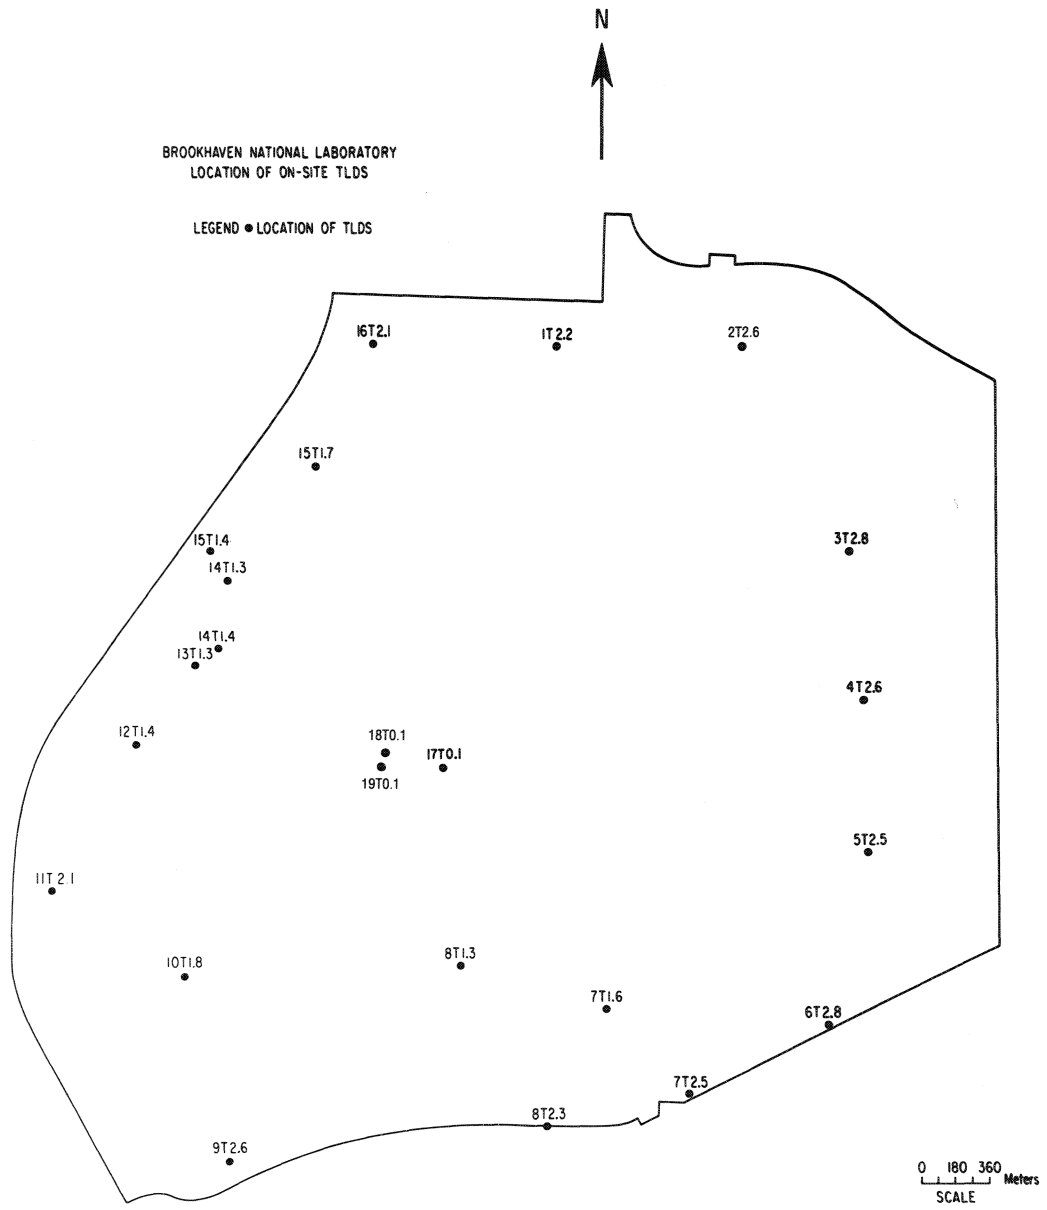 N
BROOKHAVEN NATIONAL LABORATORY
LOCATION OF ON-SITE TLDS
LEGEND ● LOCATION OF TLDS
16T2.1
1T2.2
2T2.6
15T1.7
15T1.4
3T2.8
14T1.3
14T1.4
13T1.3
4T2.6
12T1.4
18T0.1
17T0.1
19T0.1
5T2.5
11T2.1
8T1.3
10T1.8
7T1.6
6T2.8
7T2.5
8T2.3
9T2.6
0 180 360
Meters
SCALE